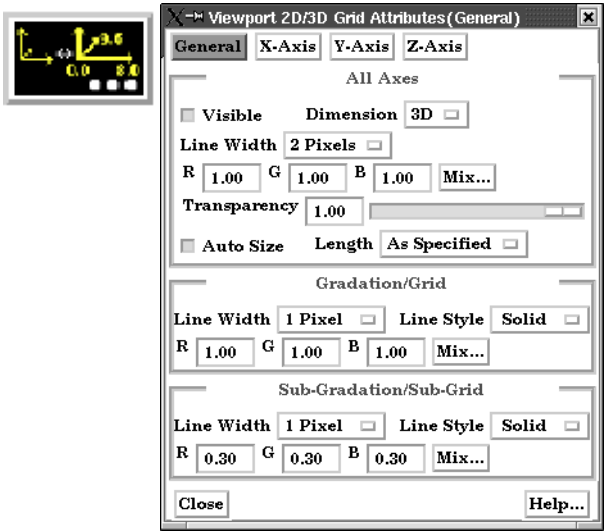 3.6
0.0 8.0
Viewport 2D/3D Grid Attributes(General)
General X-Axis Y-Axis Z-Axis
All Axes
Visible Dimension 3D
Line Width 2 Pixels
R 1.00 G 1.00 B 1.00 Mix...
Transparency 1.00
Auto Size Length As Specified
Gradation/Grid
Line Width 1 Pixel Line Style Solid
R 1.00 G 1.00 B 1.00 Mix...
Sub-Gradation/Sub-Grid
Line Width 1 Pixel Line Style Solid
R 0.30 G 0.30 B 0.30 Mix...
Close Help...